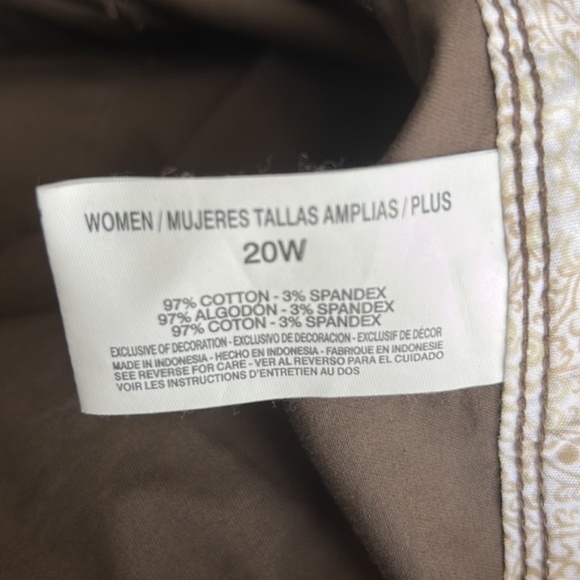 WOMEN / MUJERES TALLAS AMPLIAS / PLUS
20W
97% COTTON - 3% SPANDEX
97% ALGODÓN - 3% SPANDEX
97% COTON - 3% SPANDEX
EXCLUSIVE OF DECORATION - EXCLUSIVO DE DECORACION - EXCLUSIF DE DÉCOR
MADE IN INDONESIA - HECHO EN INDONESIA - FABRIQUE EN INDONESIE
SEE REVERSE FOR CARE - VER AL REVERSO PARA EL CUIDADO
VOIR LES INSTRUCTIONS D'ENTRETIEN AU DOS